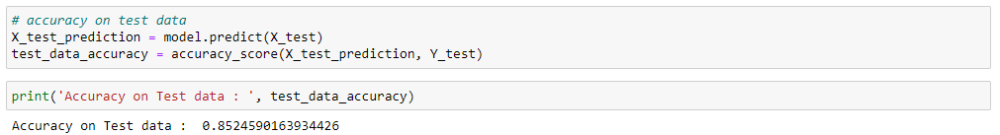 # accuracy on test data
X_test_prediction = model.predict(X_test)
test_data_accuracy = accuracy_score(X_test_prediction, Y_test)
print('Accuracy on Test data : ', test_data_accuracy)
Accuracy on Test data :  0.8524590163934426